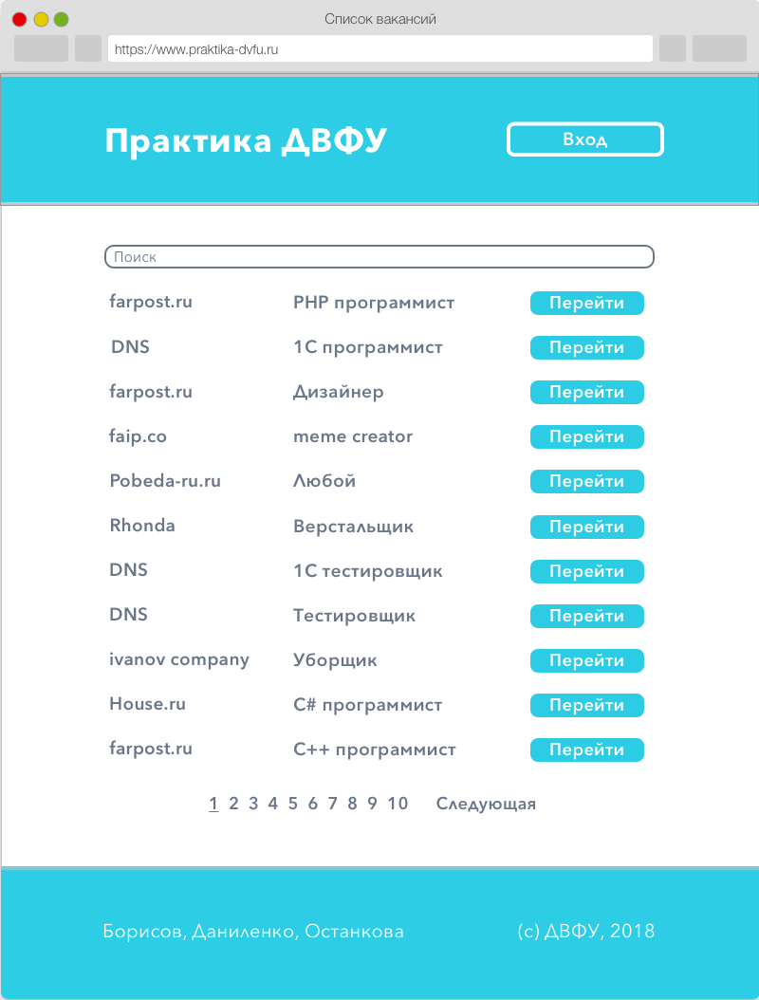 Список вакансий
https://www.praktika-dvfu.ru
Практика ДВФУ
Вход
Поиск
farpost.ru PHP программист Перейти
DNS 1С программист Перейти
farpost.ru Дизайнер Перейти
faip.co meme creator Перейти
Pobeda-ru.ru Любой Перейти
Rhonda Верстальщик Перейти
DNS 1С тестировщик Перейти
DNS Тестировщик Перейти
ivanov company Уборщик Перейти
House.ru C# программист Перейти
farpost.ru C++ программист Перейти
1 2 3 4 5 6 7 8 9 10 Следующая
Борисов, Даниленко, Останкова (с) ДВФУ, 2018